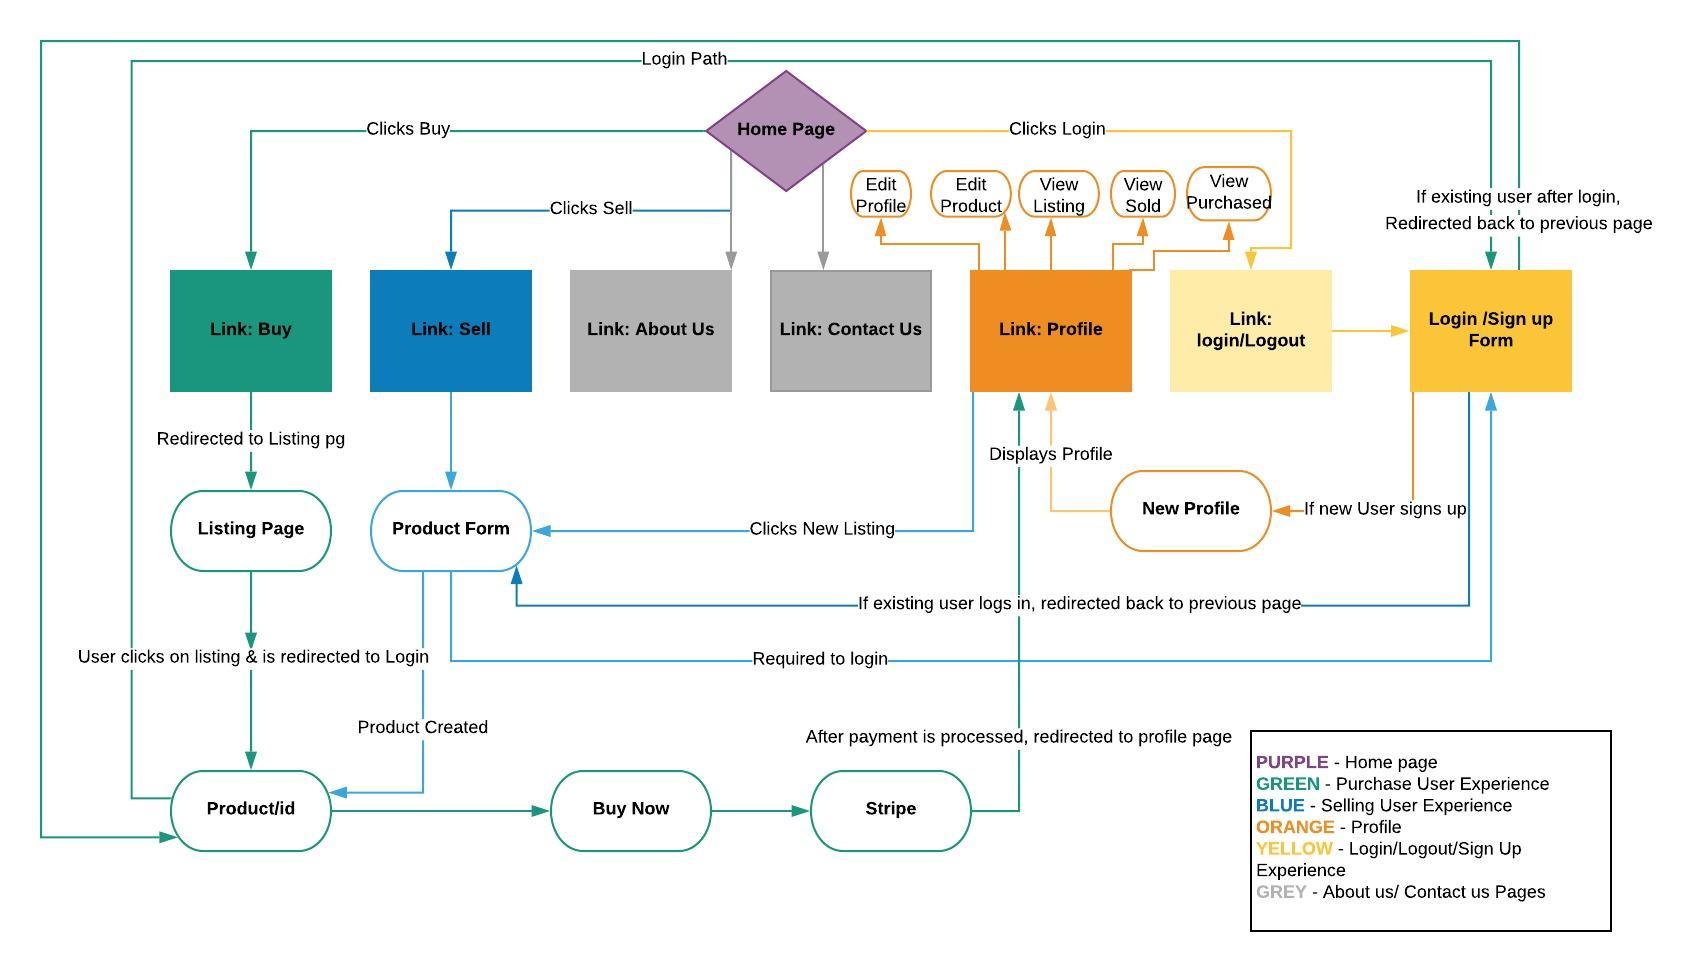 Login Path
Home Page
Clicks Buy
Clicks Login
Clicks Sell
Edit
Profile
Edit
Product
View
Listing
View
Sold
View
Purchased
If existing user after login,
Redirected back to previous page
Link: Buy
Link: Sell
Link: About Us
Link: Contact Us
Link: Profile
Link:
login/Logout
Login /Sign up
Form
Redirected to Listing pg
Displays Profile
Listing Page
Product Form
Clicks New Listing
New Profile
If new User signs up
If existing user logs in, redirected back to previous page
User clicks on listing & is redirected to Login
Required to login
Product Created
After payment is processed, redirected to profile page
Product/id
Buy Now
Stripe
PURPLE - Home page
GREEN - Purchase User Experience
BLUE - Selling User Experience
ORANGE - Profile
YELLOW - Login/Logout/Sign Up
Experience
GREY - About us/ Contact us Pages